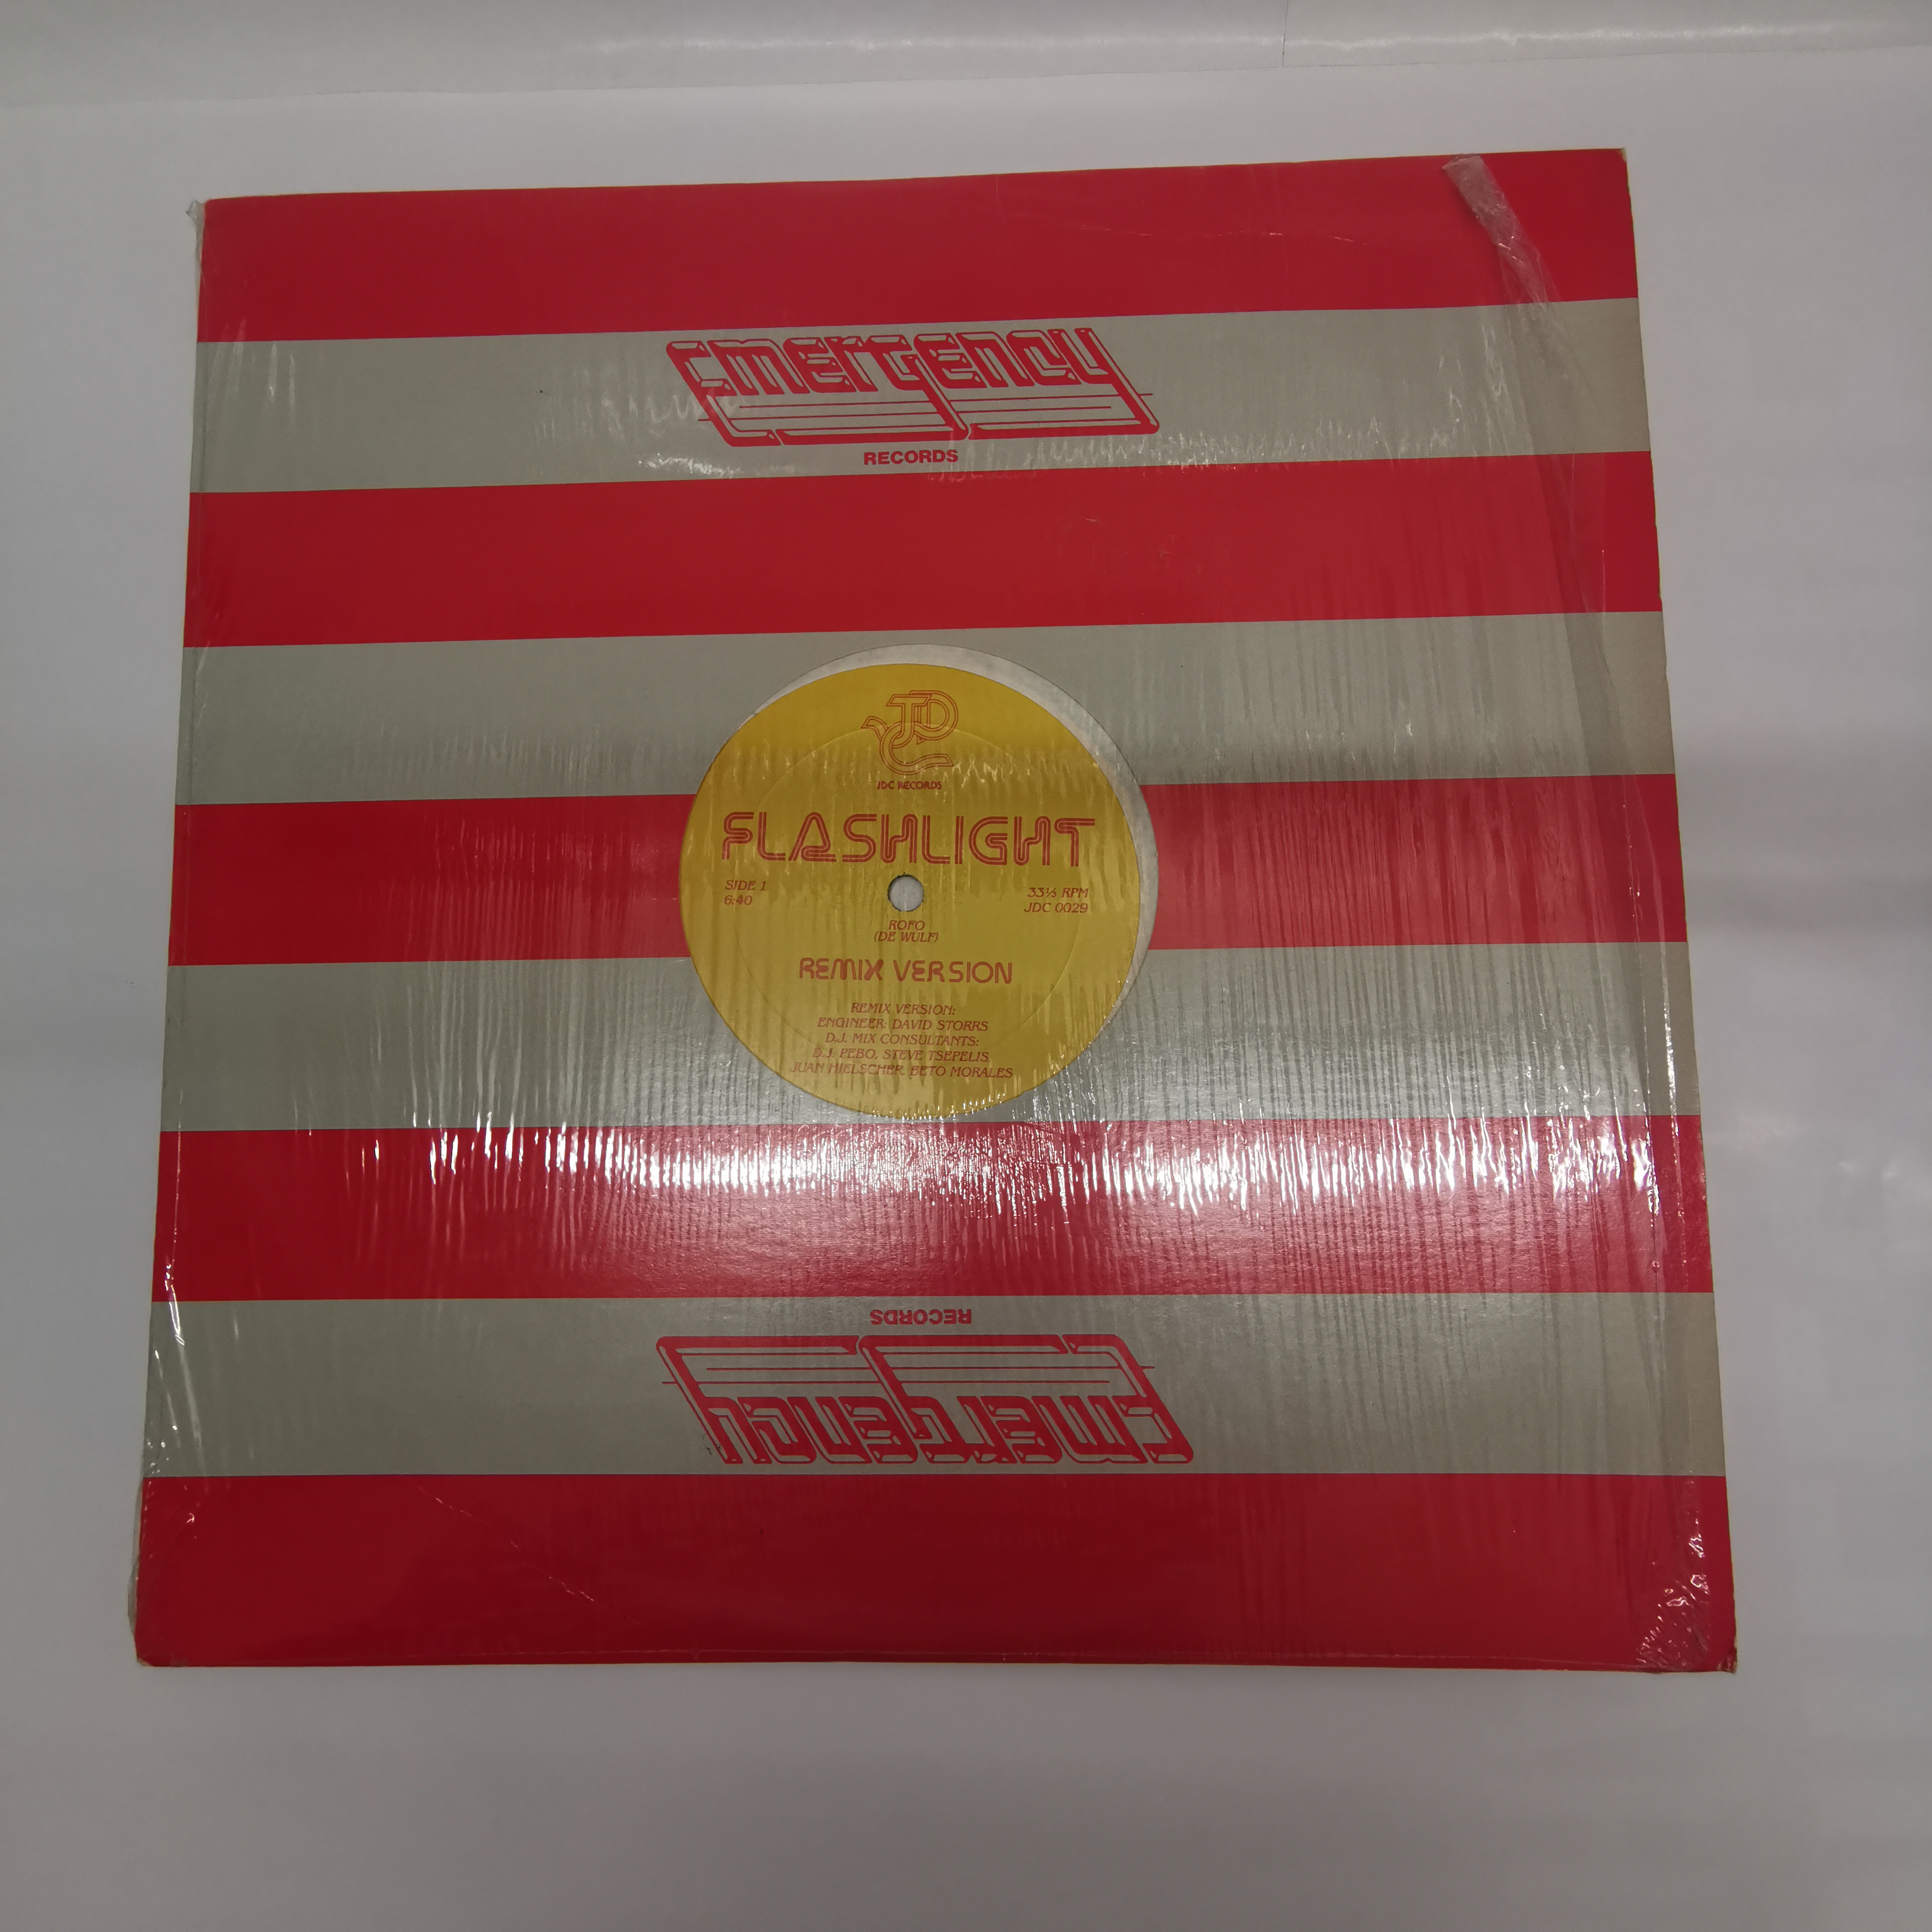 Emergency
RECORDS
JDC
JDC RECORDS
FLASHLIGHT
SIDE 1
6:40
33⅓ RPM
JDC 0029
ROFO
(DE WULF)
REMIX VERSION
REMIX VERSION:
ENGINEER: DAVID STORRS
D.J. MIX CONSULTANTS:
D.J. PEBO, STEVE TSEPELIS,
JUAN HIELSCHER, BETO MORALES
RECORDS
Emergency